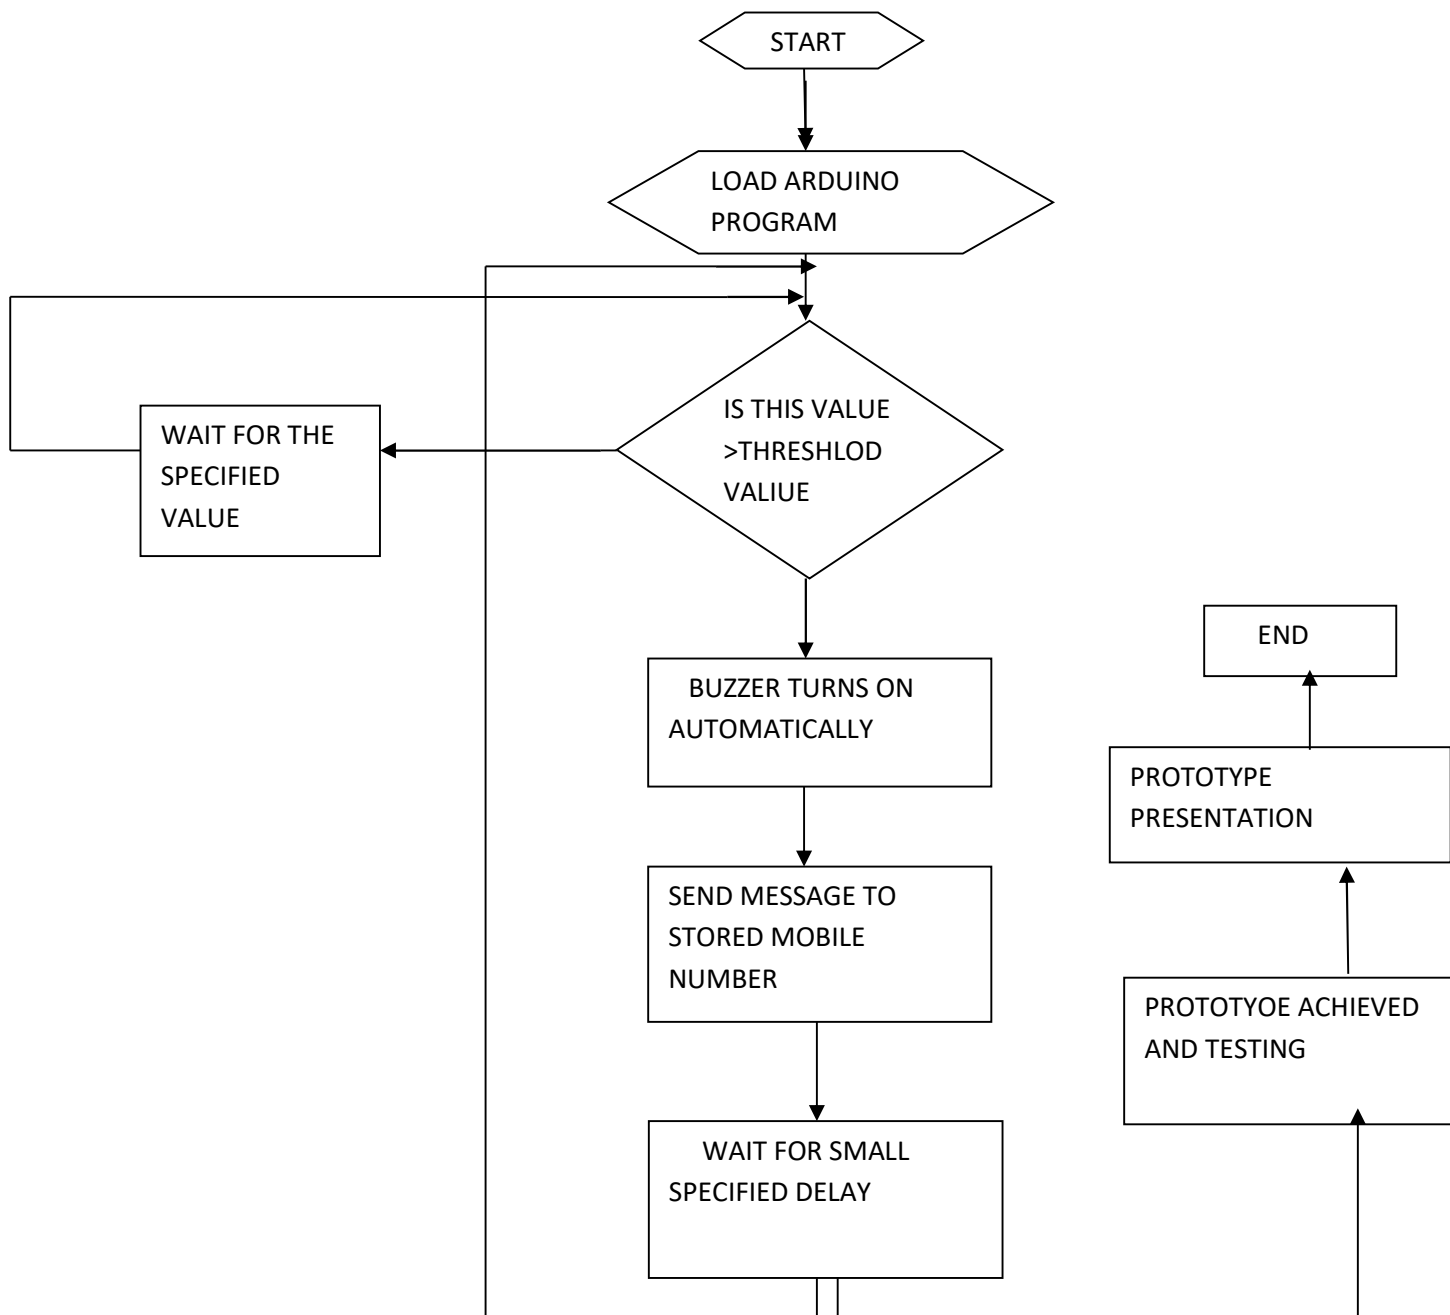 START
LOAD ARDUINO
PROGRAM
IS THIS VALUE
>THRESHLOD
VALIUE
WAIT FOR THE
SPECIFIED
VALUE
BUZZER TURNS ON
AUTOMATICALLY
SEND MESSAGE TO
STORED MOBILE
NUMBER
WAIT FOR SMALL
SPECIFIED DELAY
END
PROTOTYPE
PRESENTATION
PROTOTYOE ACHIEVED
AND TESTING